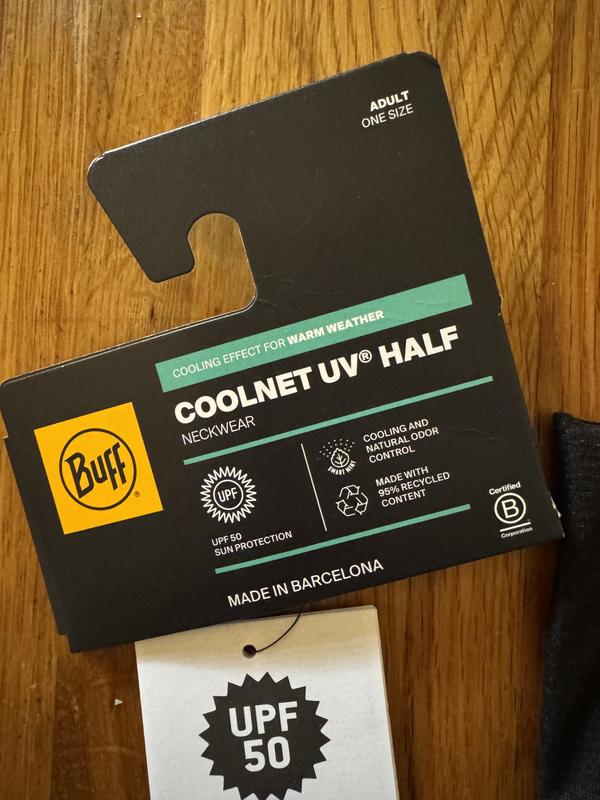 ADULT
ONE SIZE
COOLING EFFECT FOR WARM WEATHER
COOLNET UV® HALF
NECKWEAR
Buff®
UPF
UPF 50
SUN PROTECTION
SMART MINT
COOLING AND
NATURAL ODOR
CONTROL
MADE WITH
95% RECYCLED
CONTENT
Certified
B
Corporation
MADE IN BARCELONA
UPF
50